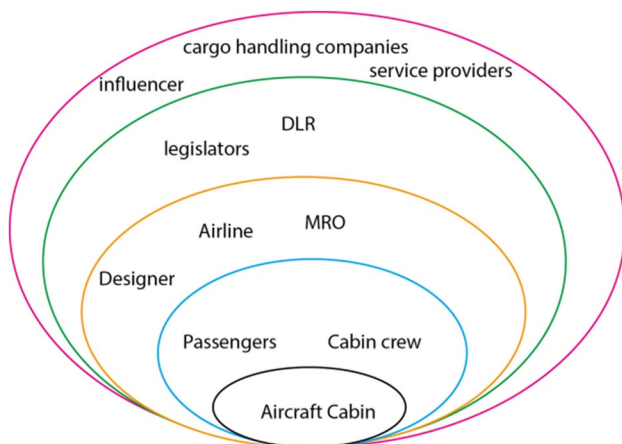 cargo handling companies
service providers
influencer
DLR
legislators
MRO
Airline
Designer
Passengers
Cabin crew
Aircraft Cabin